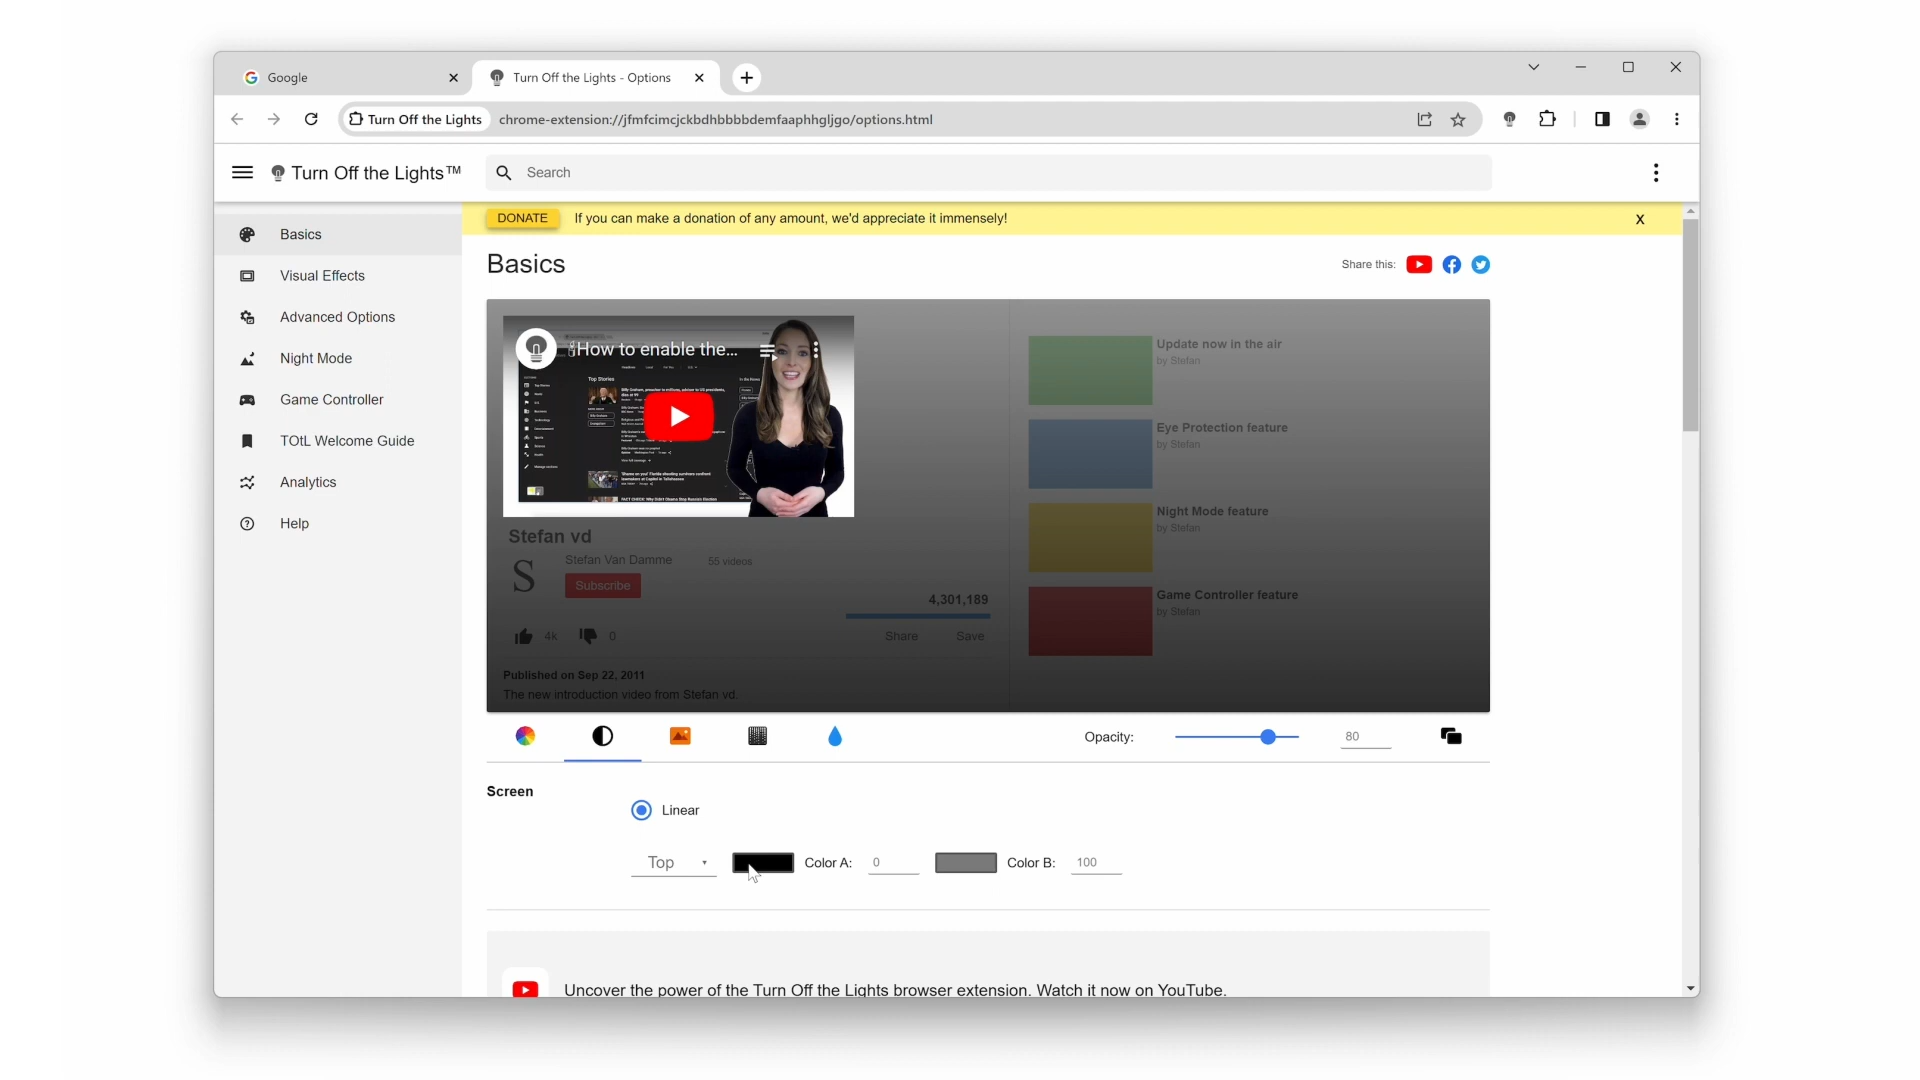 Google
Turn Off the Lights - Options
Turn Off the Lights
chrome-extension://jfmfcimcjckbdhbbbbdemfaaphhgljgo/options.html
Turn Off the Lights™
Search
DONATE
If you can make a donation of any amount, we'd appreciate it immensely!
X
Basics
Visual Effects
Advanced Options
Night Mode
Game Controller
TOtL Welcome Guide
Analytics
Help
Basics
Share this:
How to enable the...
Top Stories
Stefan vd
S
Stefan Van Damme
55 videos
Subscribe
4,301,189
4k
0
Share
Save
Published on Sep 22, 2011
The new introduction video from Stefan vd.
Update now in the air
by Stefan
Eye Protection feature
by Stefan
Night Mode feature
by Stefan
Game Controller feature
by Stefan
Opacity:
80
Screen
Linear
Top
Color A:
0
Color B:
100
Uncover the power of the Turn Off the Lights browser extension. Watch it now on YouTube.